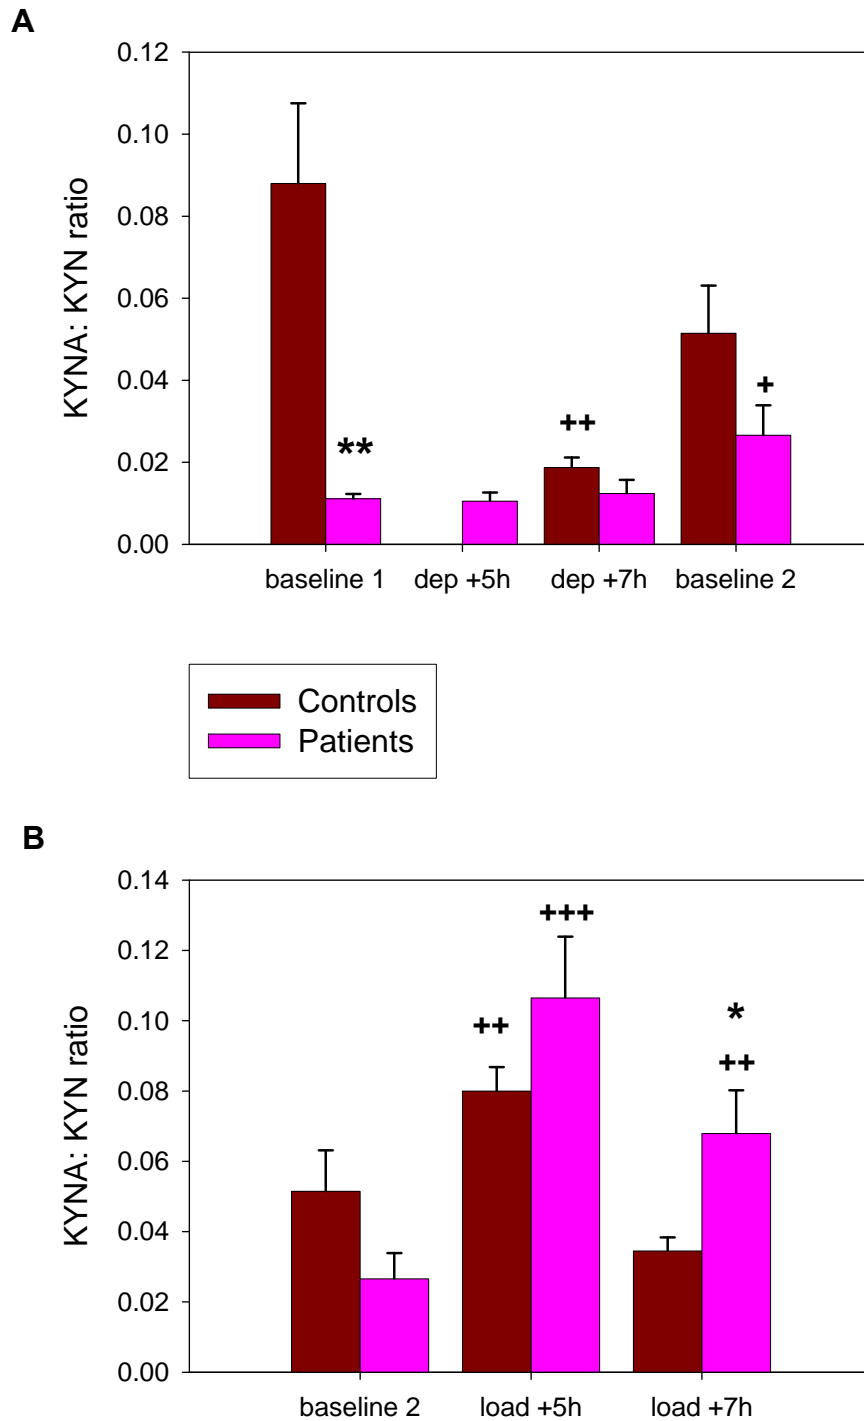 A
KYNA: KYN ratio
0.12
0.10
0.08
0.06
0.04
0.02
0.00
**
++
+
baseline 1 dep +5h dep +7h baseline 2
Controls
Patients
B
KYNA: KYN ratio
0.14
0.12
0.10
0.08
0.06
0.04
0.02
0.00
+++
++
*
++
baseline 2 load +5h load +7h